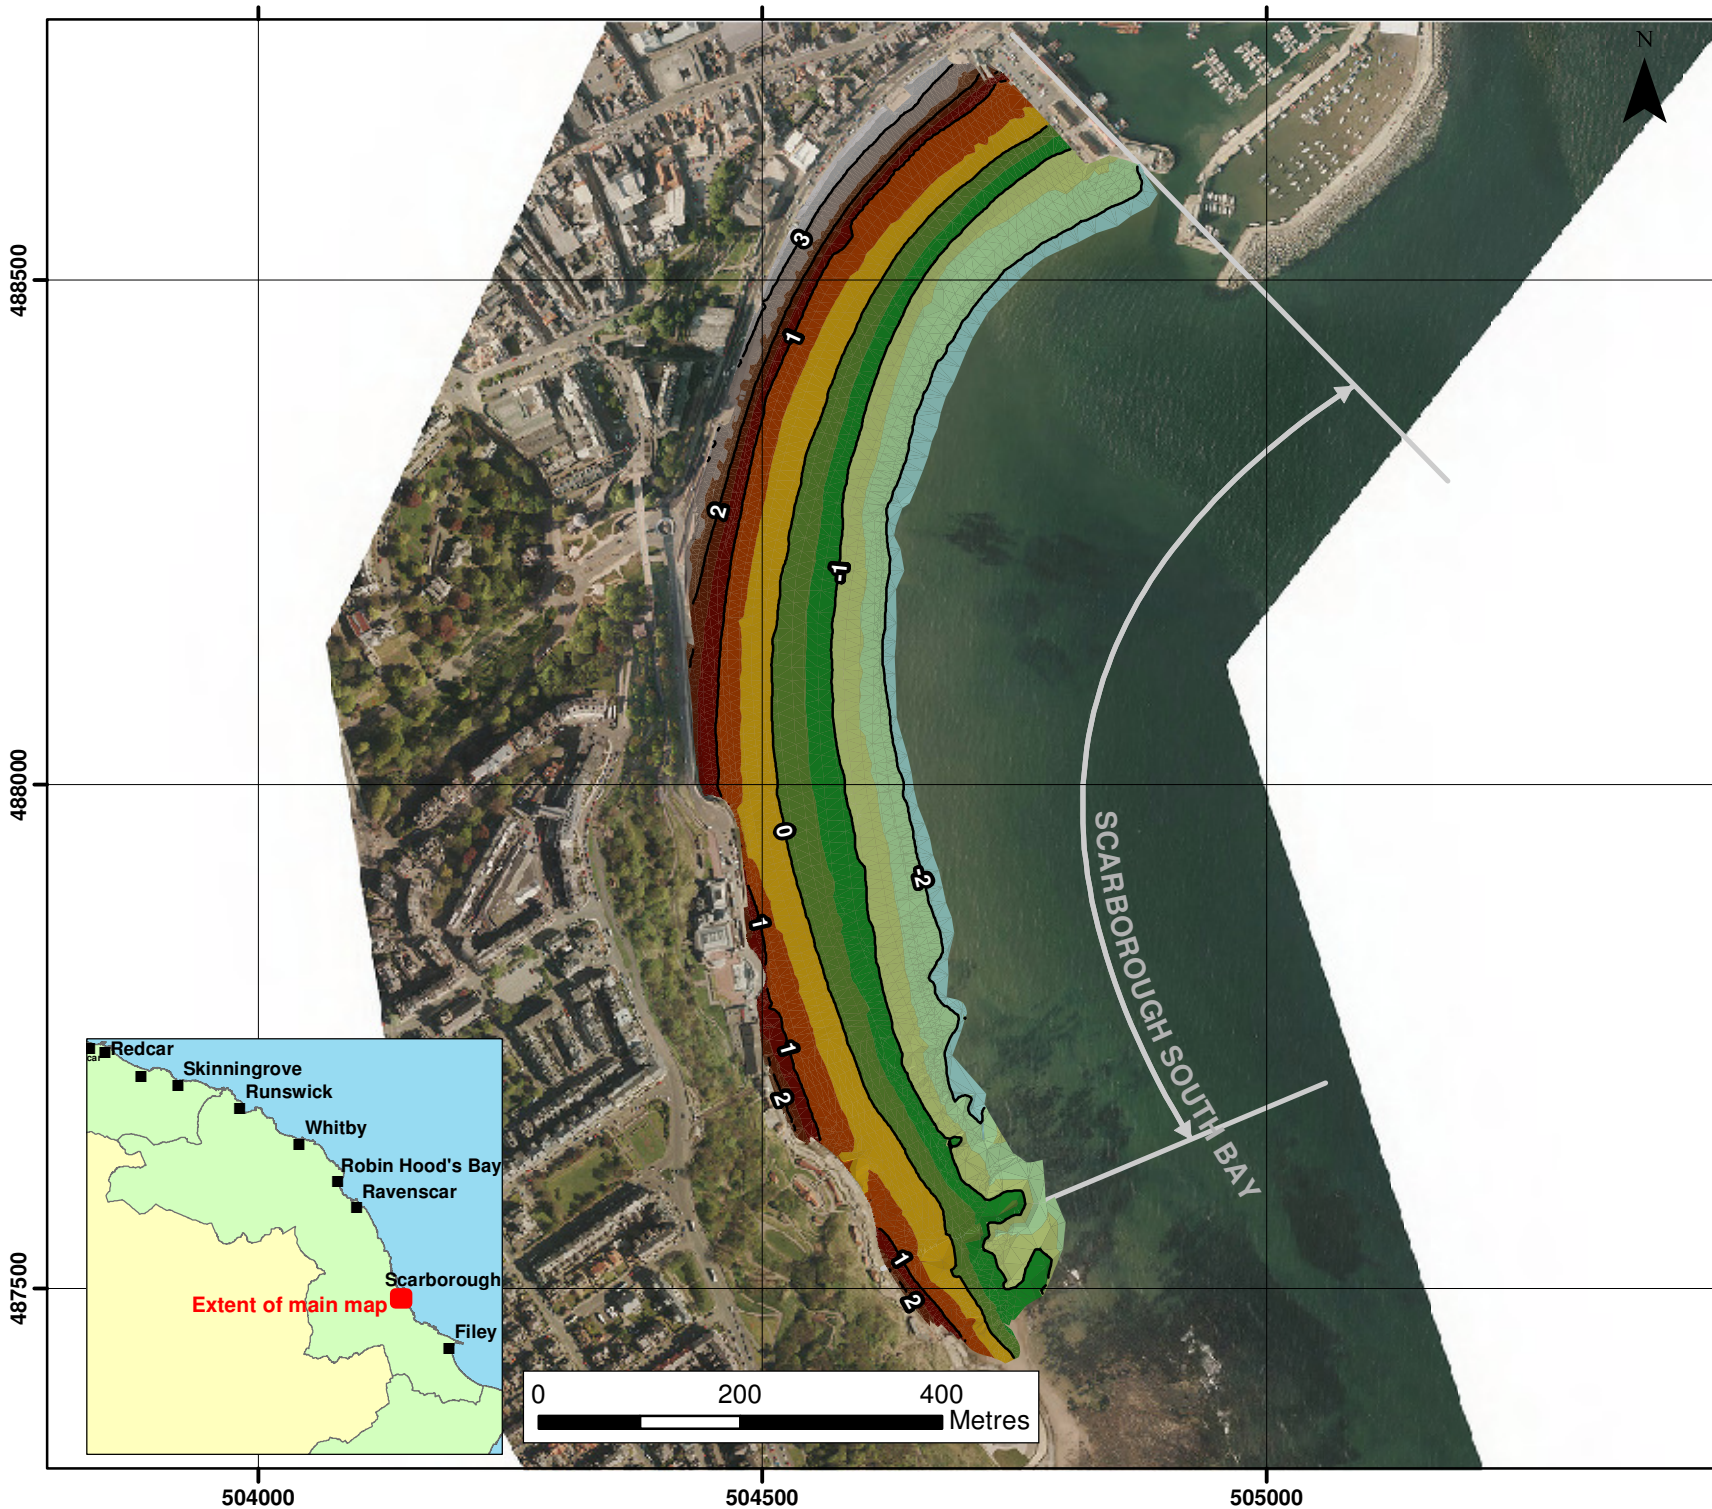 N
488500
488000
487500
3
1
2
-1
0
-2
1
1
2
1
2
SCARBOROUGH SOUTH BAY
Redcar
car
Skinningrove
Runswick
Whitby
Robin Hood's Bay
Ravenscar
Scarborough
Extent of main map
Filey
0 200 400
Metres
504000 504500 505000